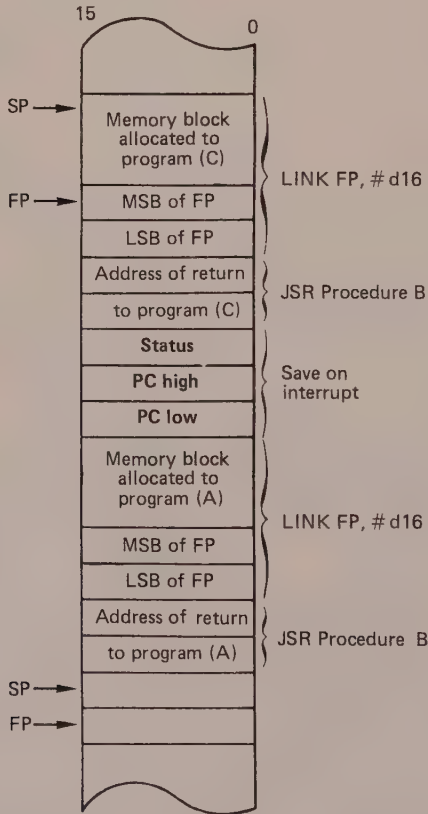 15
0
SP
Memory block
allocated to
program (C)
LINK FP, # d16
FP
MSB of FP
LSB of FP
Address of return
to program (C)
JSR Procedure B
Status
PC high
PC low
Save on
interrupt
Memory block
allocated to
program (A)
LINK FP, # d16
MSB of FP
LSB of FP
Address of return
to program (A)
JSR Procedure B
SP
FP